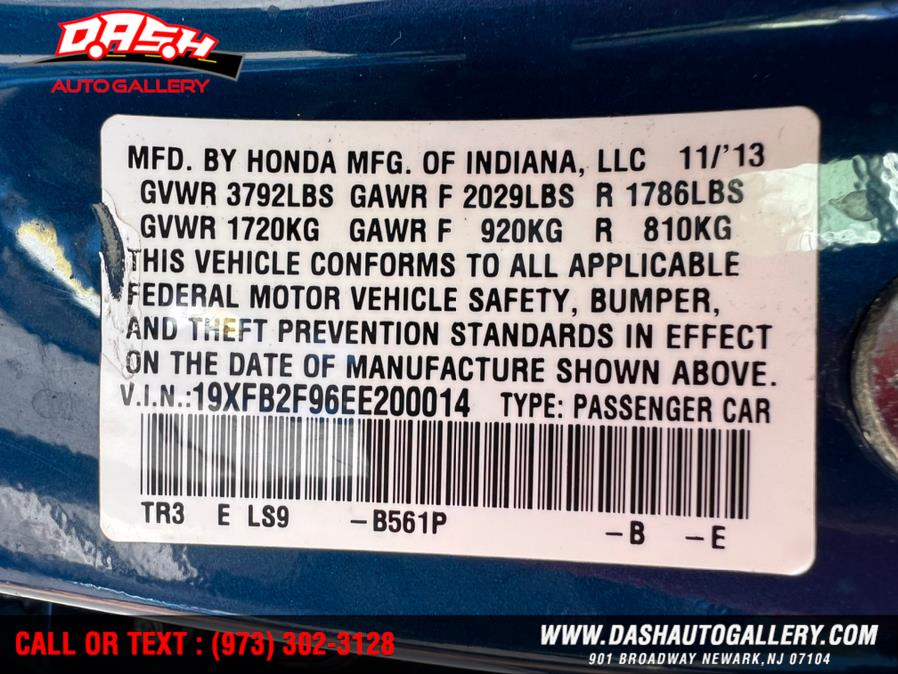 DASH
AUTO GALLERY
MFD. BY HONDA MFG. OF INDIANA, LLC 11/'13
GVWR 3792LBS GAWR F 2029LBS R 1786LBS
GVWR 1720KG GAWR F 920KG R 810KG
THIS VEHICLE CONFORMS TO ALL APPLICABLE
FEDERAL MOTOR VEHICLE SAFETY, BUMPER,
AND THEFT PREVENTION STANDARDS IN EFFECT
ON THE DATE OF MANUFACTURE SHOWN ABOVE.
V.I.N.:19XFB2F96EE200014 TYPE: PASSENGER CAR
TR3 E LS9 -B561P -B -E
CALL OR TEXT : (973) 302-3128
WWW.DASHAUTOGALLERY.COM
901 BROADWAY NEWARK,NJ 07104